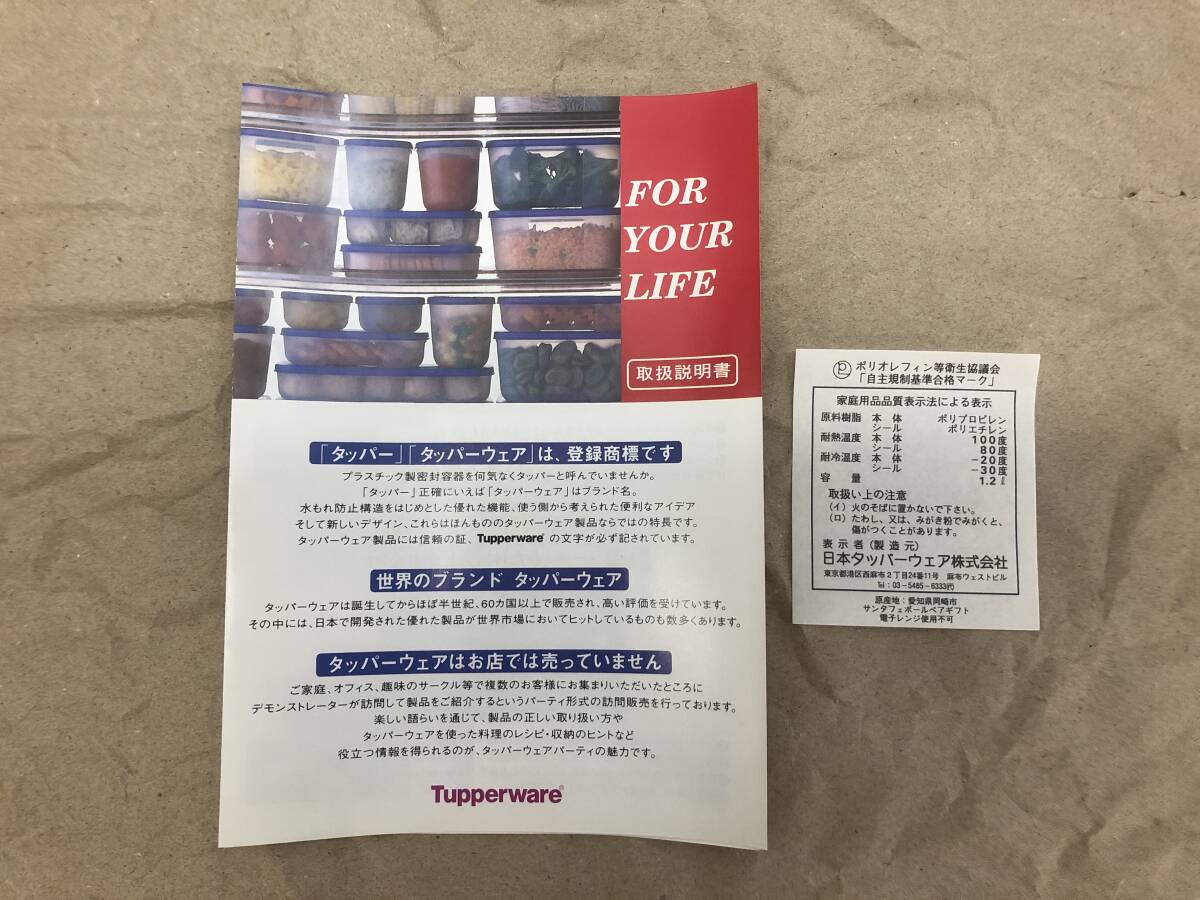 FOR
YOUR
LIFE
取扱説明書
「タッパー」「タッパーウェア」は、登録商標です
プラスチック製密封容器を何気なくタッパーと呼んでいませんか。
「タッパー」正確にいえば「タッパーウェア」はブランド名。
水もれ防止構造をはじめとした優れた機能、使う側から考えられた便利なアイデア
そして新しいデザイン、これらはほんもののタッパーウェア製品ならではの特長です。
タッパーウェア製品には信頼の証、Tupperware® の文字が必ず記されています。
世界のブランド タッパーウェア
タッパーウェアは誕生してからほぼ半世紀、60カ国以上で販売され、高い評価を受けています。
その中には、日本で開発された優れた製品が世界市場においてヒットしているものも数多くあります。
タッパーウェアはお店では売っていません
ご家庭、オフィス、趣味のサークル等で複数のお客様にお集まりいただいたところに
デモンストレーターが訪問して製品をご紹介するというパーティ形式の訪問販売を行っております。
楽しい語らいを通じて、製品の正しい取り扱い方や
タッパーウェアを使った料理のレシピ・収納のヒントなど
役立つ情報を得られるのが、タッパーウェアパーティの魅力です。
Tupperware®
p ポリオレフィン等衛生協議会
「自主規制基準合格マーク」
家庭用品品質表示法による表示
原料樹脂 本体 ポリプロピレン
シール ポリエチレン
耐熱温度 本体 100度
シール 80度
耐冷温度 本体 −20度
シール −30度
容量 1.2ℓ
取扱い上の注意
(イ) 火のそばに置かないで下さい。
(ロ) たわし、又は、みがき粉でみがくと、
傷がつくことがあります。
表示者(製造元)
日本タッパーウェア株式会社
東京都港区西麻布2丁目24番11号 麻布ウェストビル
Tel:03-5485-6333㈹
原産地:愛知県岡崎市
サンタフェボールペアギフト
電子レンジ使用不可